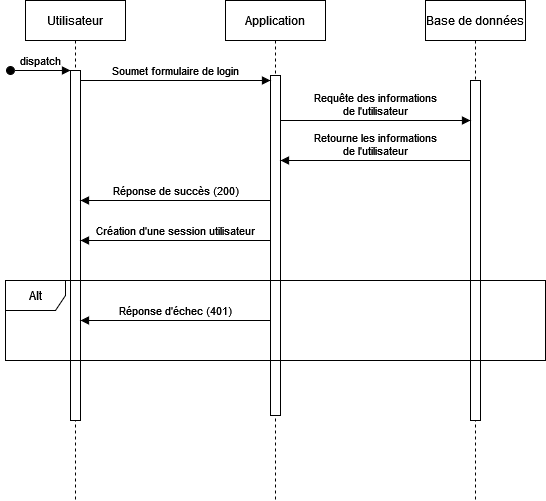 Utilisateur
Application
Base de données
dispatch
Soumet formulaire de login
Requête des informations
de l'utilisateur
Retourne les informations
de l'utilisateur
Réponse de succès (200)
Création d'une session utilisateur
Alt
Réponse d'échec (401)